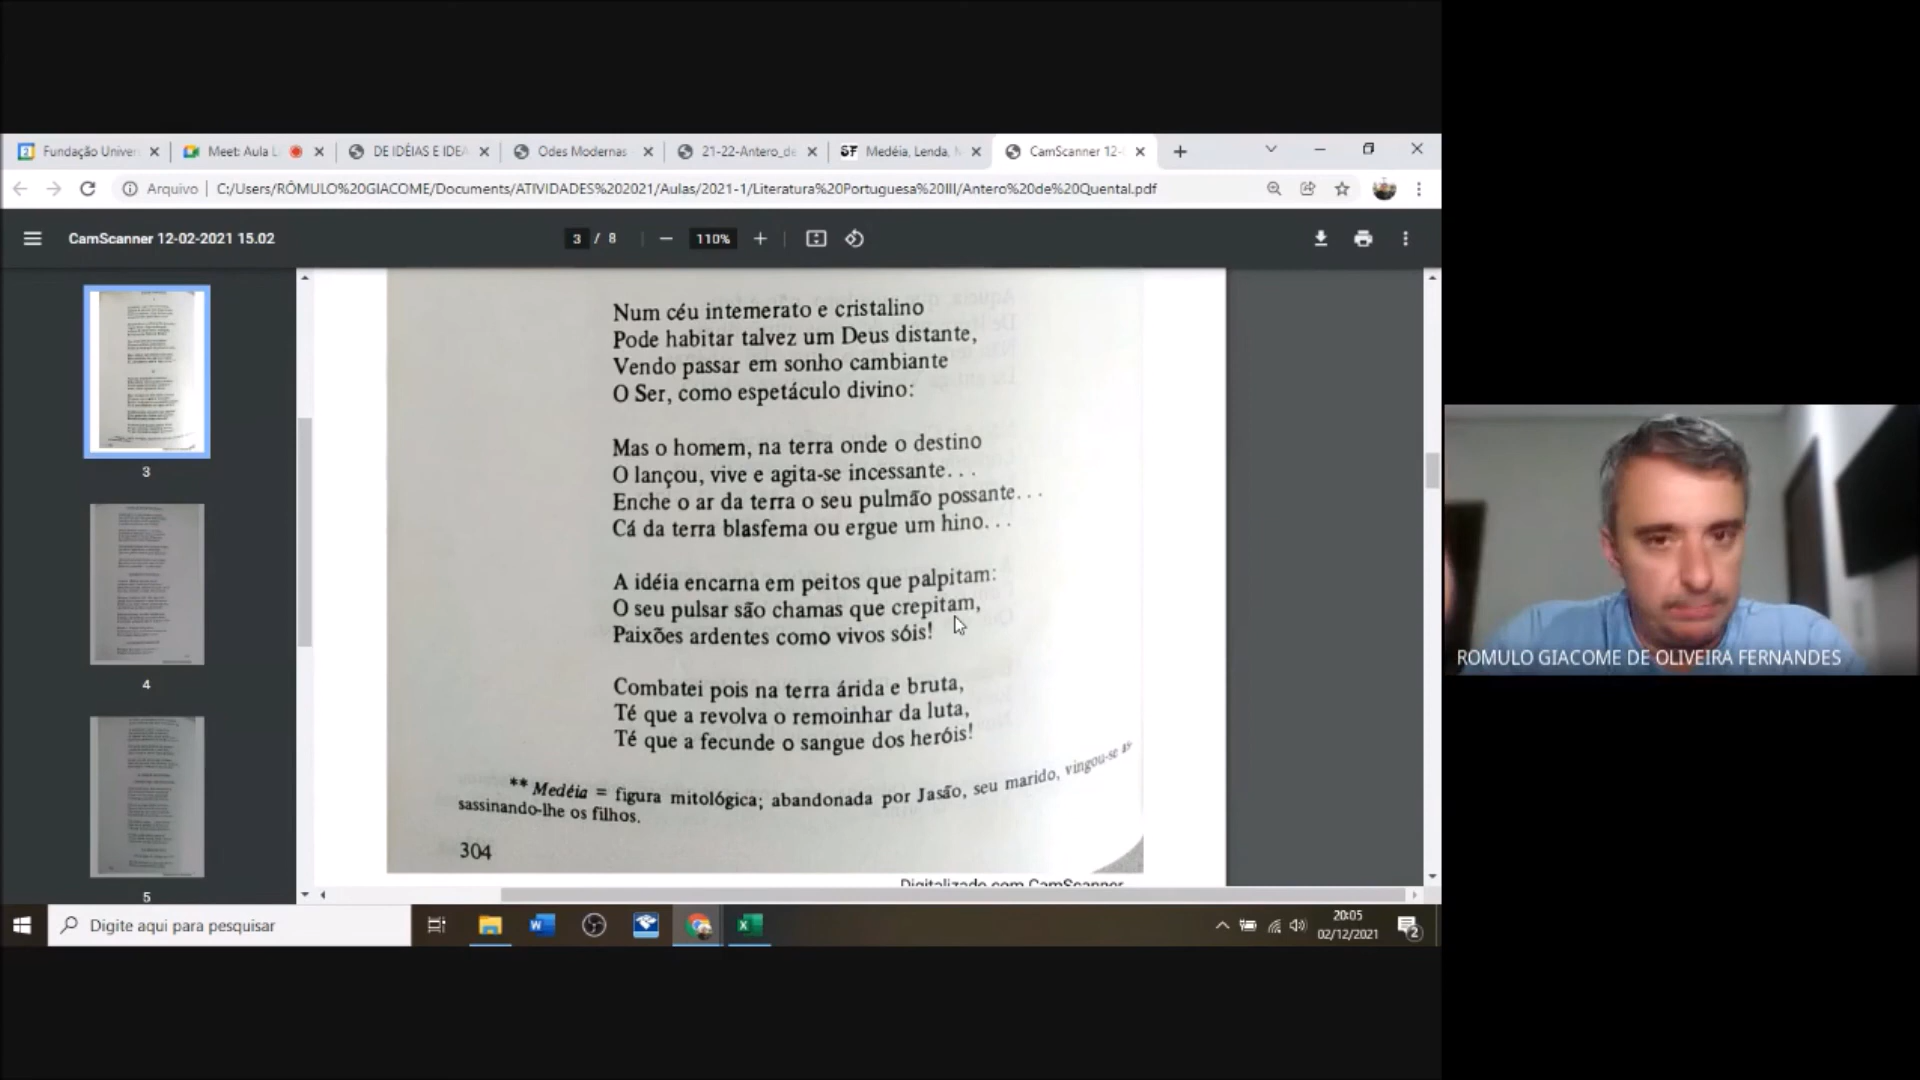 Fundação Univer
Meet: Aula L
DE IDÉIAS E IDEA
Odes Modernas
21-22-Antero_de
Medéia, Lenda,
CamScanner 12-
Arquivo
C:/Users/RÔMULO%20GIACOME/Documents/ATIVIDADES%202021/Aulas/2021-1/Literatura%20Portuguesa%20III/Antero%20de%20Quental.pdf
CamScanner 12-02-2021 15.02
3 / 8
110%
Num céu intemerato e cristalino
Pode habitar talvez um Deus distante,
Vendo passar em sonho cambiante
O Ser, como espetáculo divino:
Mas o homem, na terra onde o destino
O lançou, vive e agita-se incessante...
Enche o ar da terra o seu pulmão possante...
Cá da terra blasfema ou ergue um hino...
A idéia encarna em peitos que palpitam:
O seu pulsar são chamas que crepitam,
Paixões ardentes como vivos sóis!
Combatei pois na terra árida e bruta,
Té que a revolva o remoinhar da luta,
Té que a fecunde o sangue dos heróis!
** Medéia = figura mitológica; abandonada por Jasão, seu marido, vingou-se as-
sassinando-lhe os filhos.
304
Digitalizado com CamScanner
3
4
5
ROMULO GIACOME DE OLIVEIRA FERNANDES
Digite aqui para pesquisar
20:05
02/12/2021
2